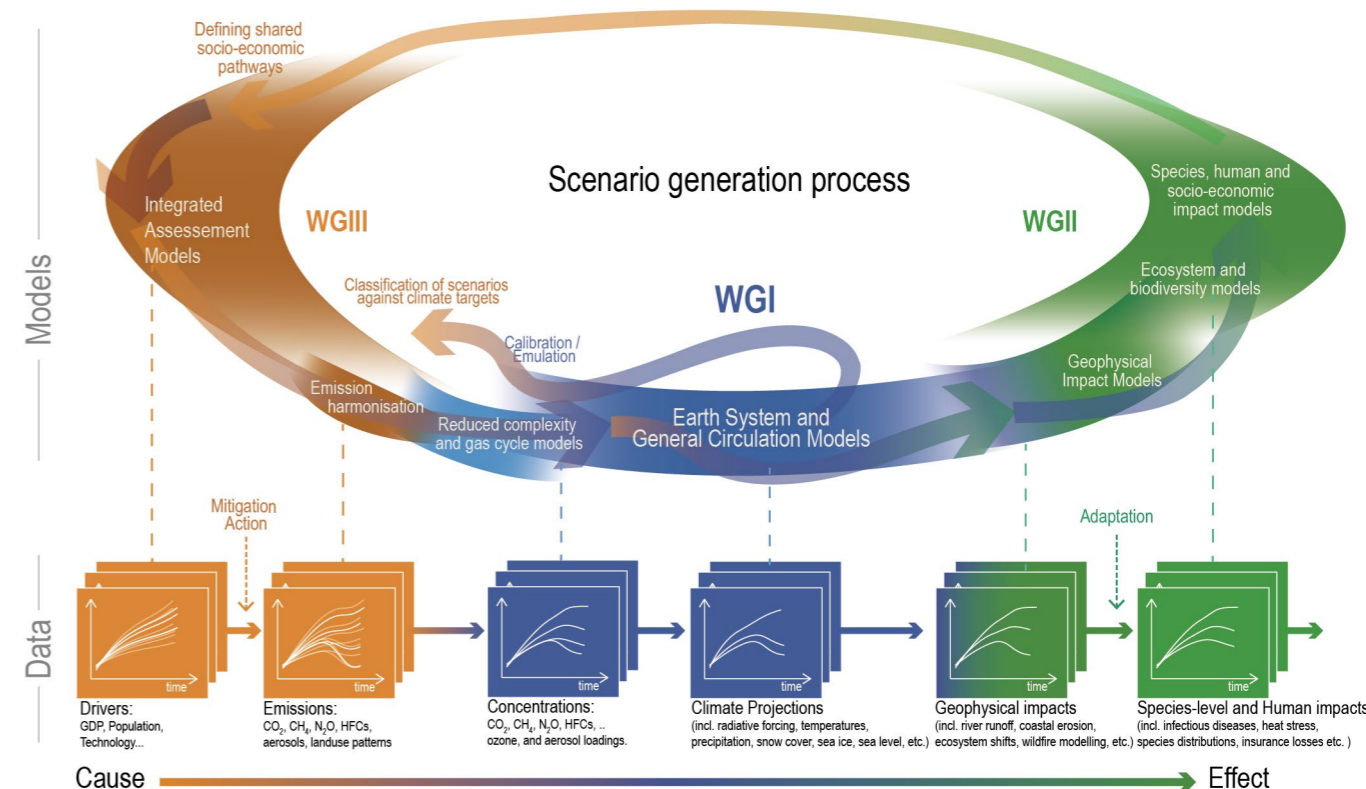 Models
Defining shared
socio-economic
pathways
Scenario generation process
Integrated
Assessement
Models
WGIII
WGII
Species, human and
socio-economic
impact models
Classification of scenarios
against climate targets
WGI
Ecosystem and
biodiversity models
Calibration /
Emulation
Geophysical
Impact Models
Emission
harmonisation
Reduced complexity
and gas cycle models
Earth System and
General Circulation Models
Mitigation
Action
Adaptation
Data
time
time
time
time
time
time
Drivers:
GDP, Population,
Technology...
Emissions:
CO₂, CH₄, N₂O, HFCs,
aerosols, landuse patterns
Concentrations:
CO₂, CH₄, N₂O, HFCs, ..
ozone, and aerosol loadings.
Climate Projections
(incl. radiative forcing, temperatures,
precipitation, snow cover, sea ice, sea level, etc.)
Geophysical impacts
(incl. river runoff, coastal erosion,
ecosystem shifts, wildfire modelling, etc.)
Species-level and Human impacts
(incl. infectious diseases, heat stress,
species distributions, insurance losses etc. )
Cause
Effect